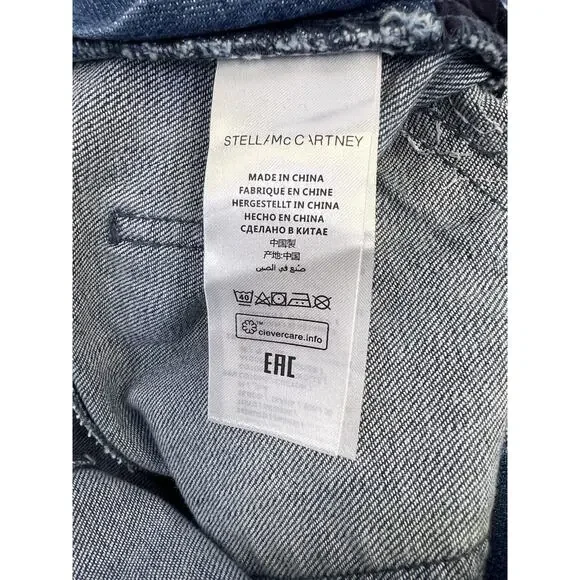 STELLA McCARTNEY
MADE IN CHINA
FABRIQUE EN CHINE
HERGESTELLT IN CHINA
HECHO EN CHINA
СДЕЛАНО В КИТАЕ
中国製
产地:中国
صنع في الصين
40
™ clevercare.info
EAC